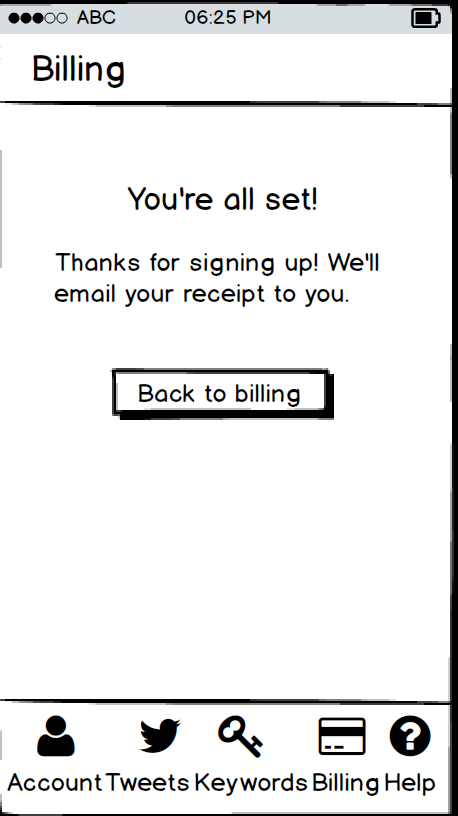 ABC 06:25 PM
Billing
You're all set!
Thanks for signing up! We'll
email your receipt to you.
Back to billing
Account Tweets Keywords Billing Help